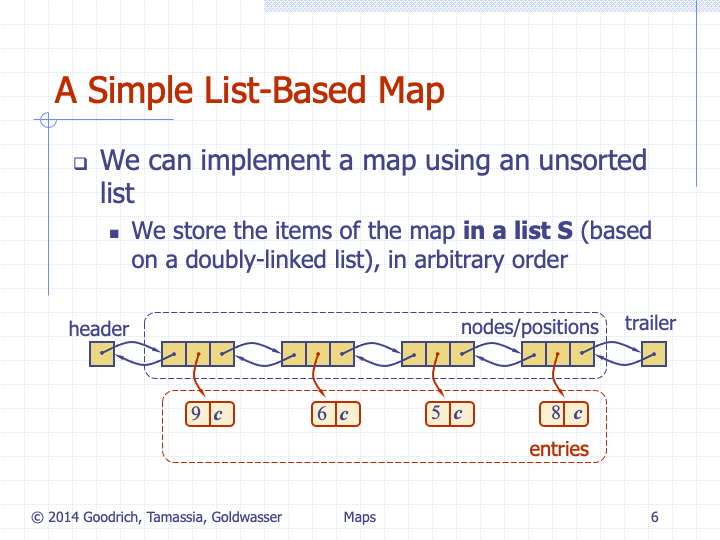 A Simple List-Based Map
We can implement a map using an unsorted
list
We store the items of the map in a list S (based
on a doubly-linked list), in arbitrary order
header
nodes/positions
trailer
9 c
6 c
5 c
8 c
entries
© 2014 Goodrich, Tamassia, Goldwasser
Maps
6